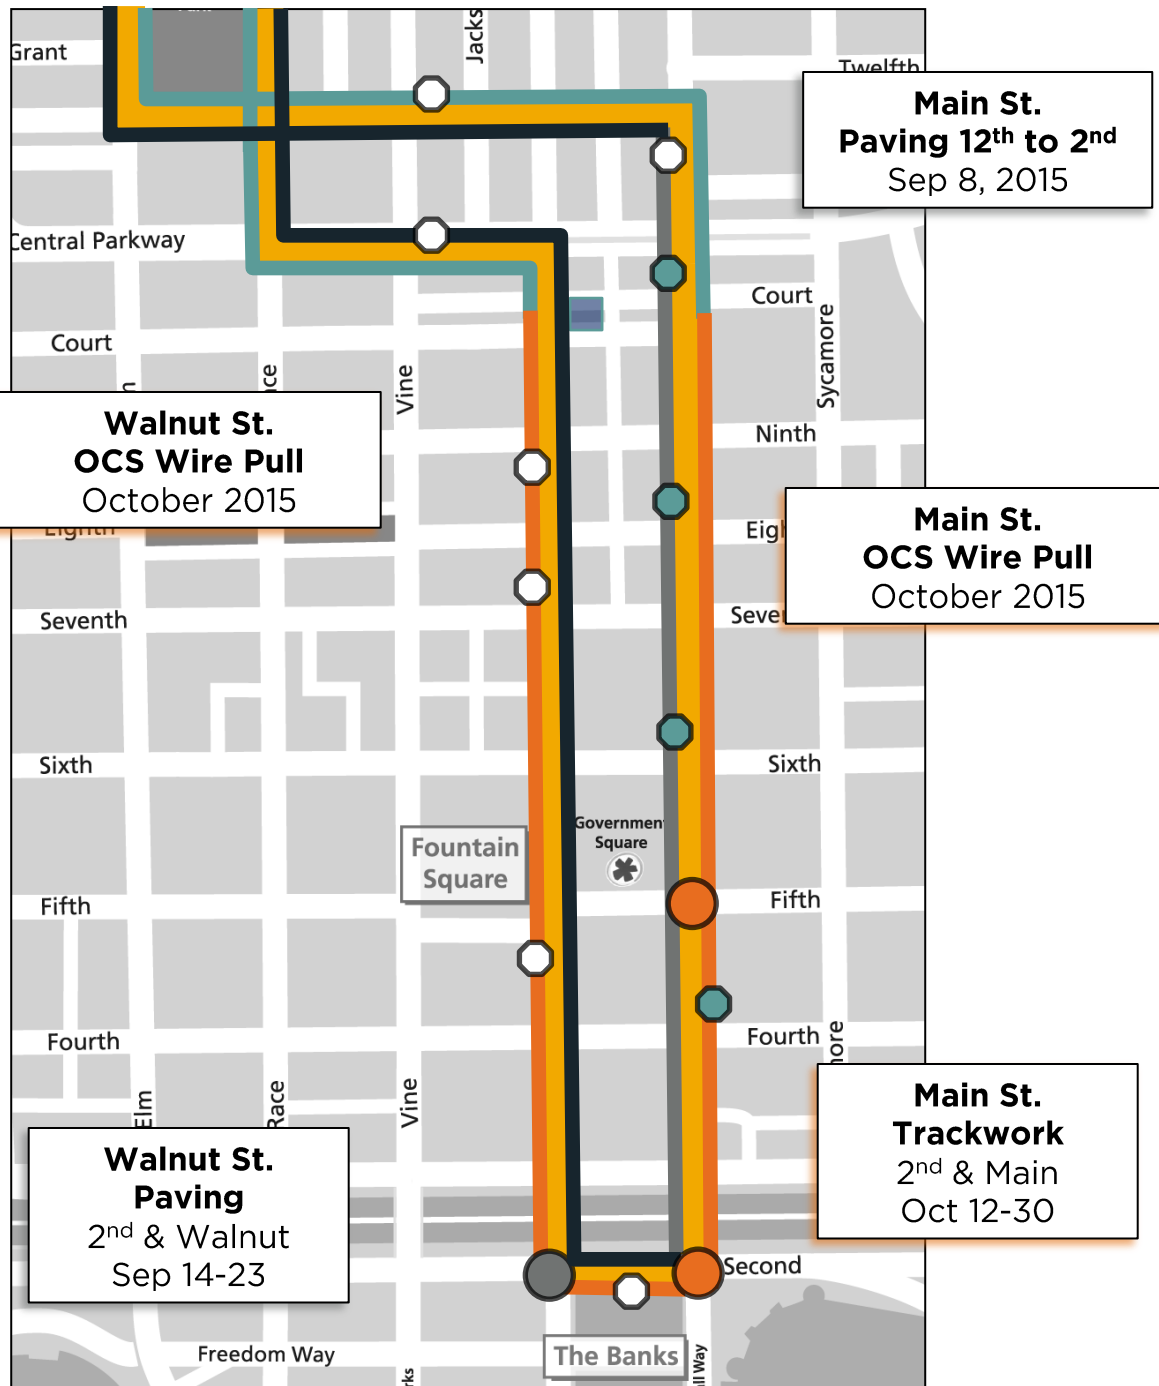 Grant
Jacks
Twelfth
Main St.
Paving 12th to 2nd
Sep 8, 2015
Central Parkway
Court
Court
Sycamore
Vine
Ninth
Walnut St.
OCS Wire Pull
October 2015
Eighth
Main St.
OCS Wire Pull
October 2015
Seventh
Sixth
Sixth
Government
Square
Fountain
Square
Fifth
Fifth
Fourth
Fourth
Elm
Race
Vine
Main St.
Trackwork
2nd & Main
Oct 12-30
Walnut St.
Paving
2nd & Walnut
Sep 14-23
Second
Freedom Way
The Banks